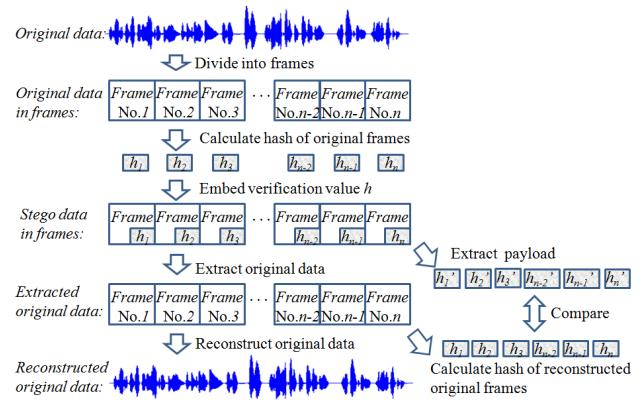 Original data:
Divide into frames
Original data in frames:
Frame No.1 Frame No.2 Frame No.3 ... Frame No.n-2 Frame No.n-1 Frame No.n
Calculate hash of original frames
h1 h2 h3 hn-2 hn-1 hn
Embed verification value h
Stego data in frames:
Frame h1 Frame h2 Frame h3 ... Frame hn-2 Frame hn-1 Frame hn
Extract payload
h1' h2' h3' hn-2' hn-1' hn'
Extract original data
Extracted original data:
Frame No.1 Frame No.2 Frame No.3 ... Frame No.n-2 Frame No.n-1 Frame No.n
Compare
Reconstruct original data
h1 h2 h3 hn-2 hn-1 hn
Calculate hash of reconstructed original frames
Reconstructed original data: